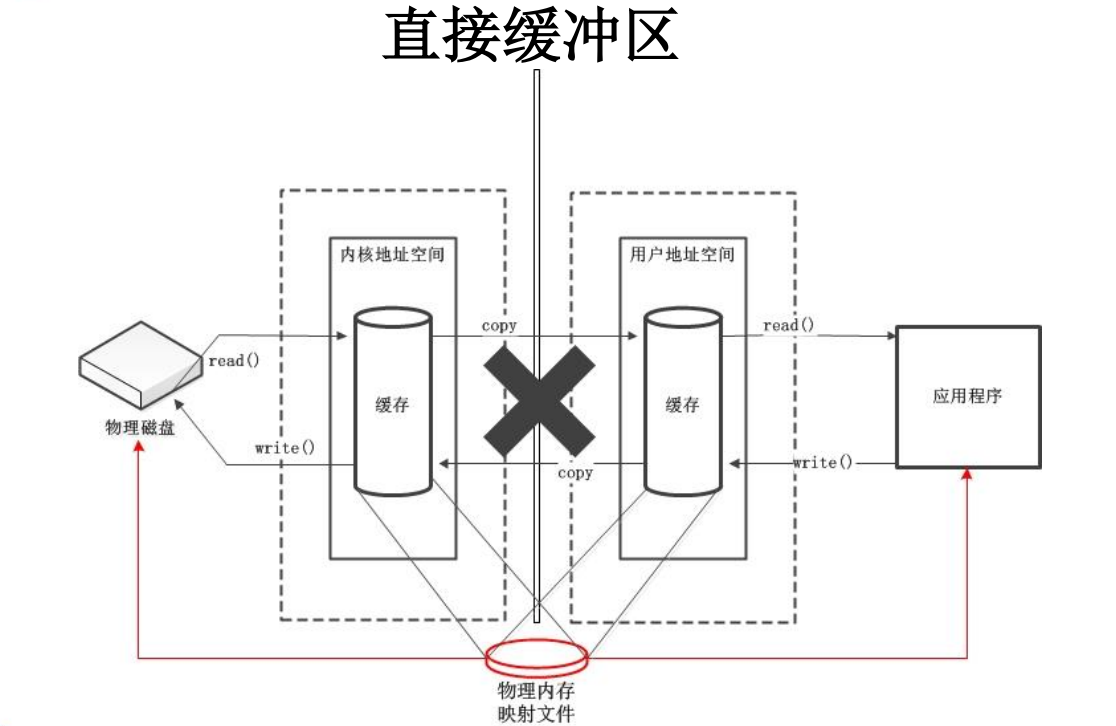 直接缓冲区
内核地址空间
用户地址空间
copy
read()
read()
应用程序
缓存
缓存
物理磁盘
write()
copy
write()
物理内存
映射文件